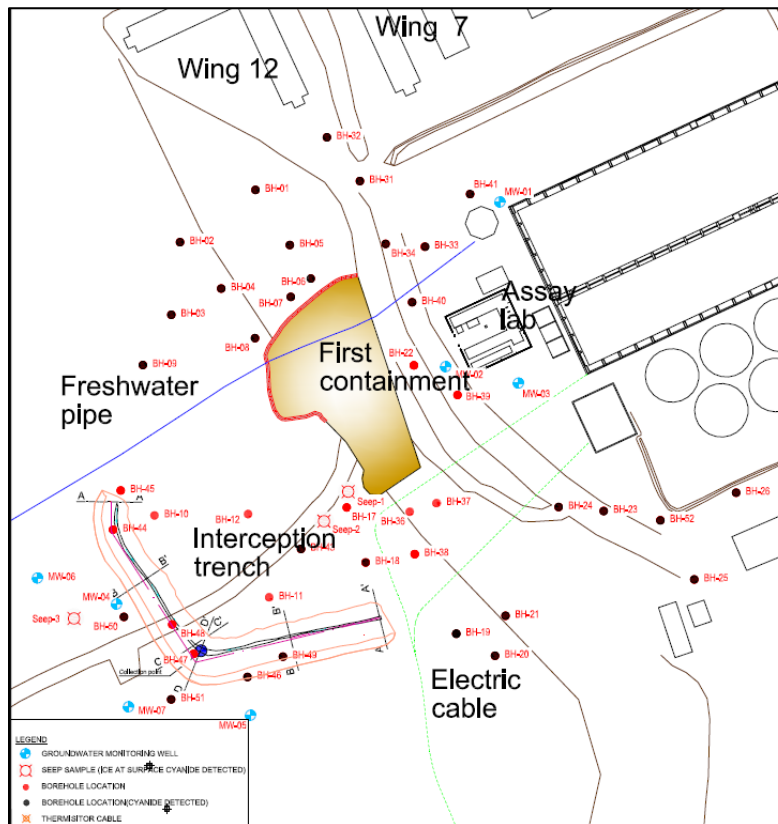 Wing 7
Wing 12
BH-32
BH-31
BH-01
BH-41
MW-01
BH-02
BH-05
BH-34
BH-33
BH-06
BH-04
BH-07
BH-40
BH-03
Assay
lab
BH-08
First
containment
BH-22
BH-09
MW-02
MW-03
BH-39
Freshwater
pipe
BH-45
A
A'
Seep-1
BH-37
BH-26
BH-10
BH-12
BH-17
BH-36
BH-24
BH-23
BH-44
Seep-2
BH-52
Interception
trench
BH-38
BH-18
B'
MW-06
BH-25
MW-04
BH-11
A'
Seep-3
BH-50
BH-21
BH-48
B'
BH-19
BH-47
BH-49
A
BH-20
Collection point
C
B
BH-46
Electric
cable
BH-51
MW-07
MW-05
LEGEND
GROUNDWATER MONITORING WELL
SEEP SAMPLE (ICE AT SURFACE CYANIDE DETECTED)
BOREHOLE LOCATION
BOREHOLE LOCATION(CYANIDE DETECTED)
THERMISITOR CABLE